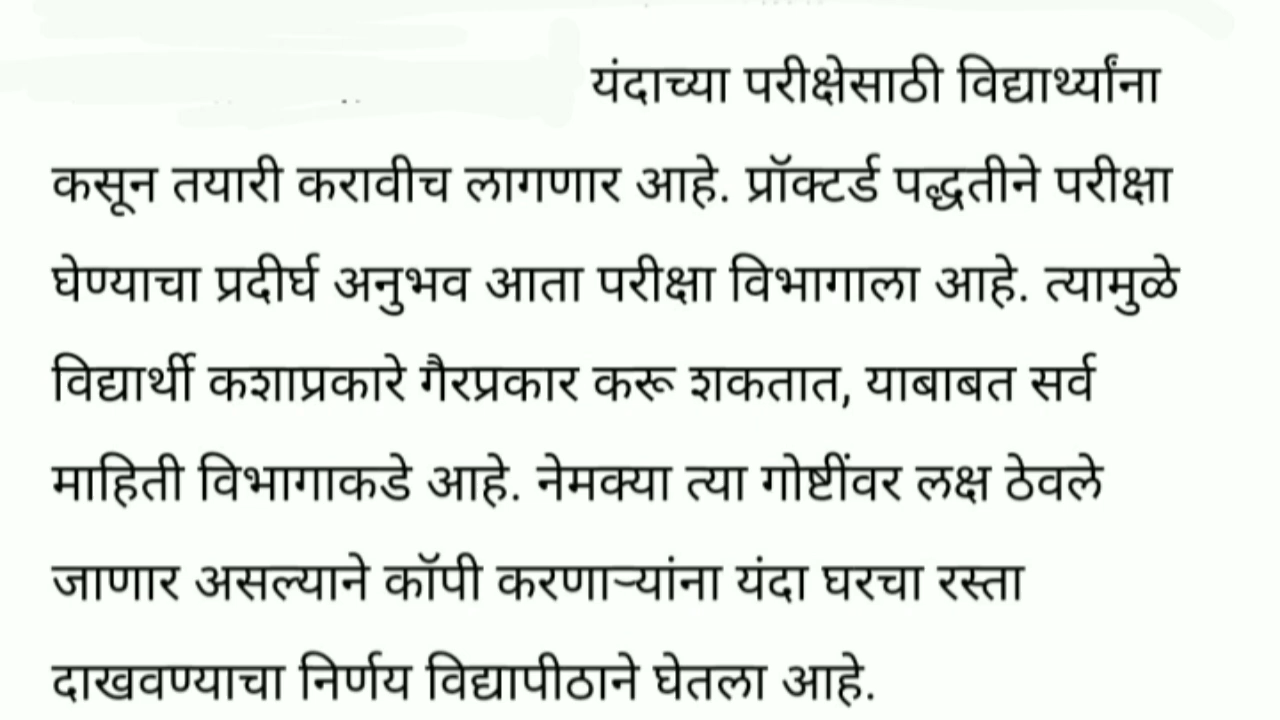 यंदाच्या परीक्षेसाठी विद्यार्थ्यांना
कसून तयारी करावीच लागणार आहे. प्रॉक्टर्ड पद्धतीने परीक्षा
घेण्याचा प्रदीर्घ अनुभव आता परीक्षा विभागाला आहे. त्यामुळे
विद्यार्थी कशाप्रकारे गैरप्रकार करू शकतात, याबाबत सर्व
माहिती विभागाकडे आहे. नेमक्या त्या गोष्टींवर लक्ष ठेवले
जाणार असल्याने कॉपी करणाऱ्यांना यंदा घरचा रस्ता
दाखवण्याचा निर्णय विद्यापीठाने घेतला आहे.